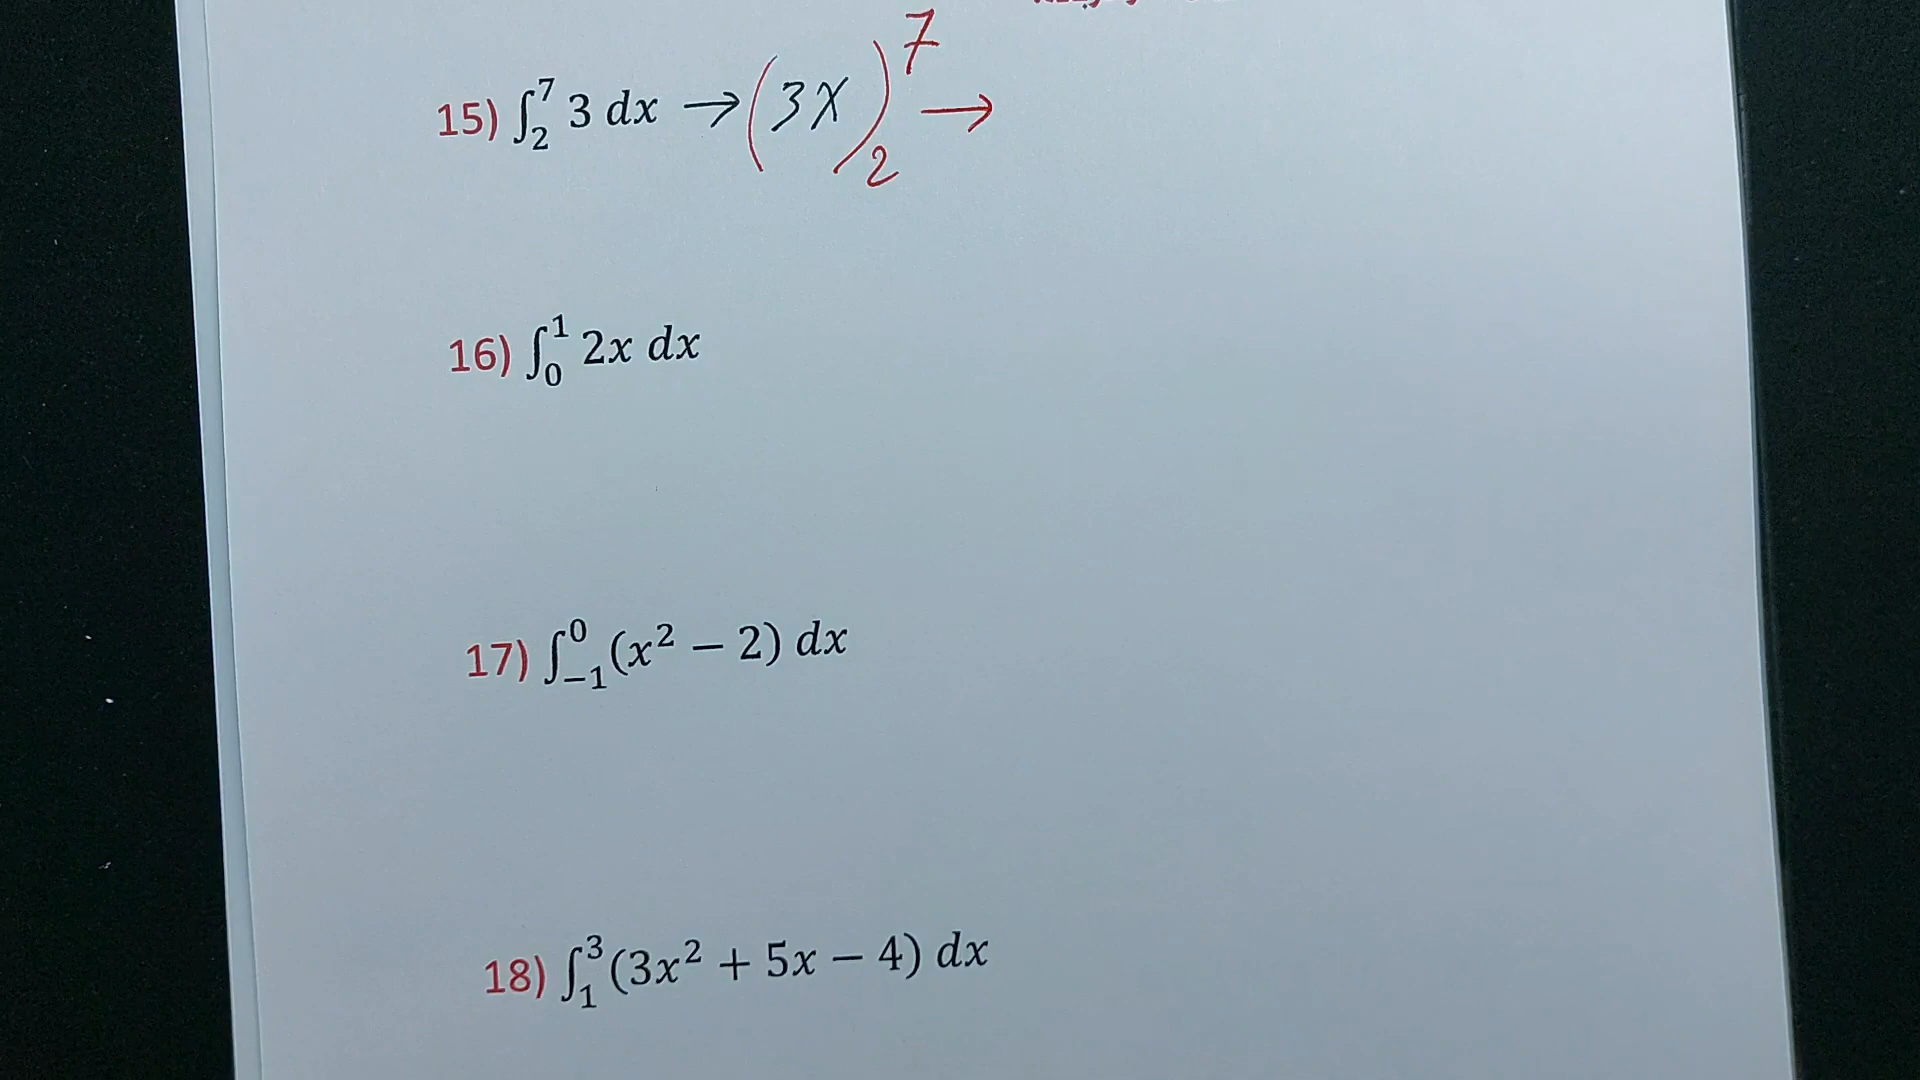 15) ∫₂⁷ 3 dx → (3x)₂⁷ →
16) ∫₀¹ 2x dx
17) ∫₋₁⁰ (x² − 2) dx
18) ∫₁³ (3x² + 5x − 4) dx